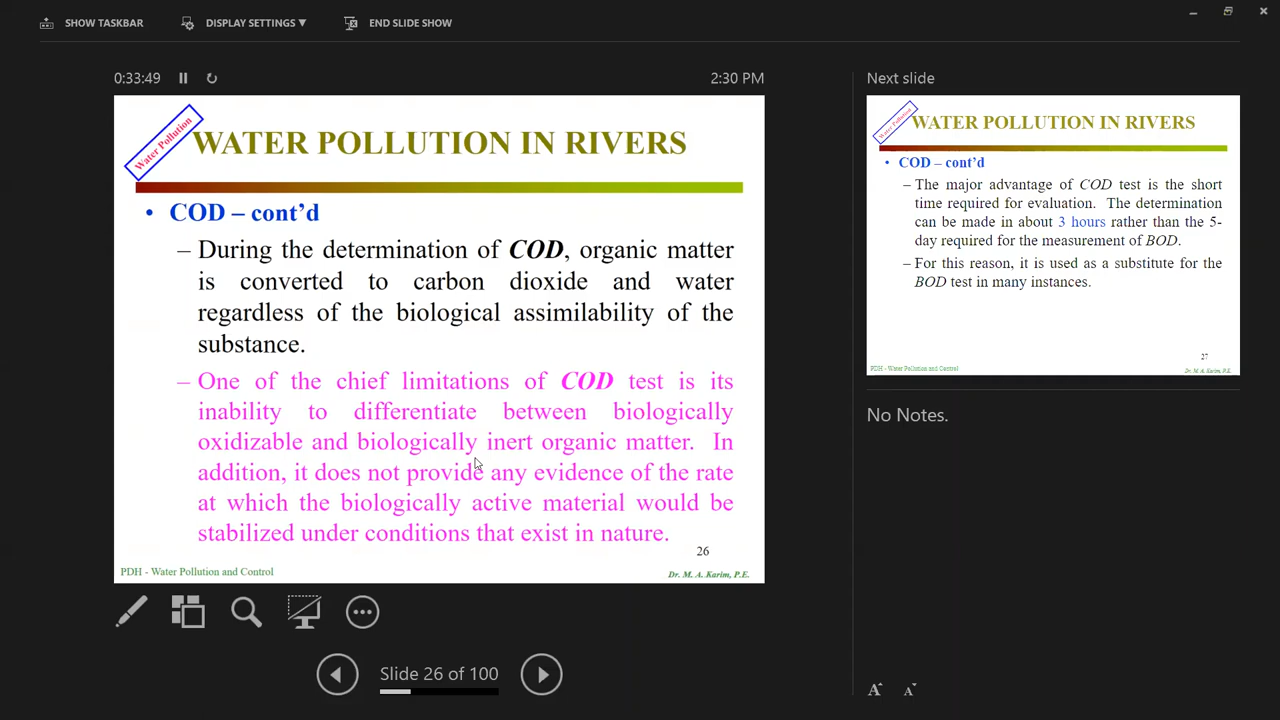 SHOW TASKBAR
DISPLAY SETTINGS ▼
END SLIDE SHOW
0:33:49
2:30 PM
Water Pollution
WATER POLLUTION IN RIVERS
• COD – cont’d
– During the determination of COD, organic matter
is converted to carbon dioxide and water
regardless of the biological assimilability of the
substance.
– One of the chief limitations of COD test is its
inability to differentiate between biologically
oxidizable and biologically inert organic matter. In
addition, it does not provide any evidence of the rate
at which the biologically active material would be
stabilized under conditions that exist in nature.
26
PDH - Water Pollution and Control
Dr. M. A. Karim, P.E.
Slide 26 of 100
Next slide
Water Pollution
WATER POLLUTION IN RIVERS
• COD – cont’d
– The major advantage of COD test is the short
time required for evaluation. The determination
can be made in about 3 hours rather than the 5-
day required for the measurement of BOD.
– For this reason, it is used as a substitute for the
BOD test in many instances.
27
PDH - Water Pollution and Control
Dr. M. A. Karim, P.E.
No Notes.
A A